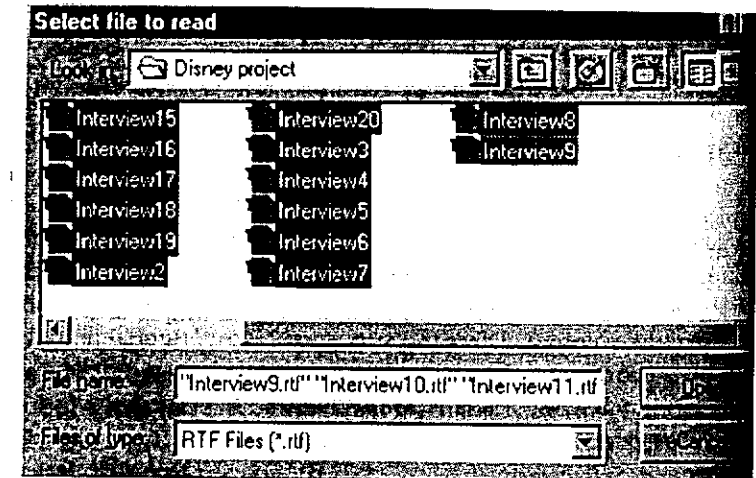 Select file to read
Look in: Disney project
Interview15 Interview20 Interview8
Interview16 Interview3 Interview9
Interview17 Interview4
Interview18 Interview5
Interview19 Interview6
Interview2 Interview7
File name: "Interview9.rtf" "Interview10.rtf" "Interview11.rtf
Files of type: RTF Files (*.rtf)